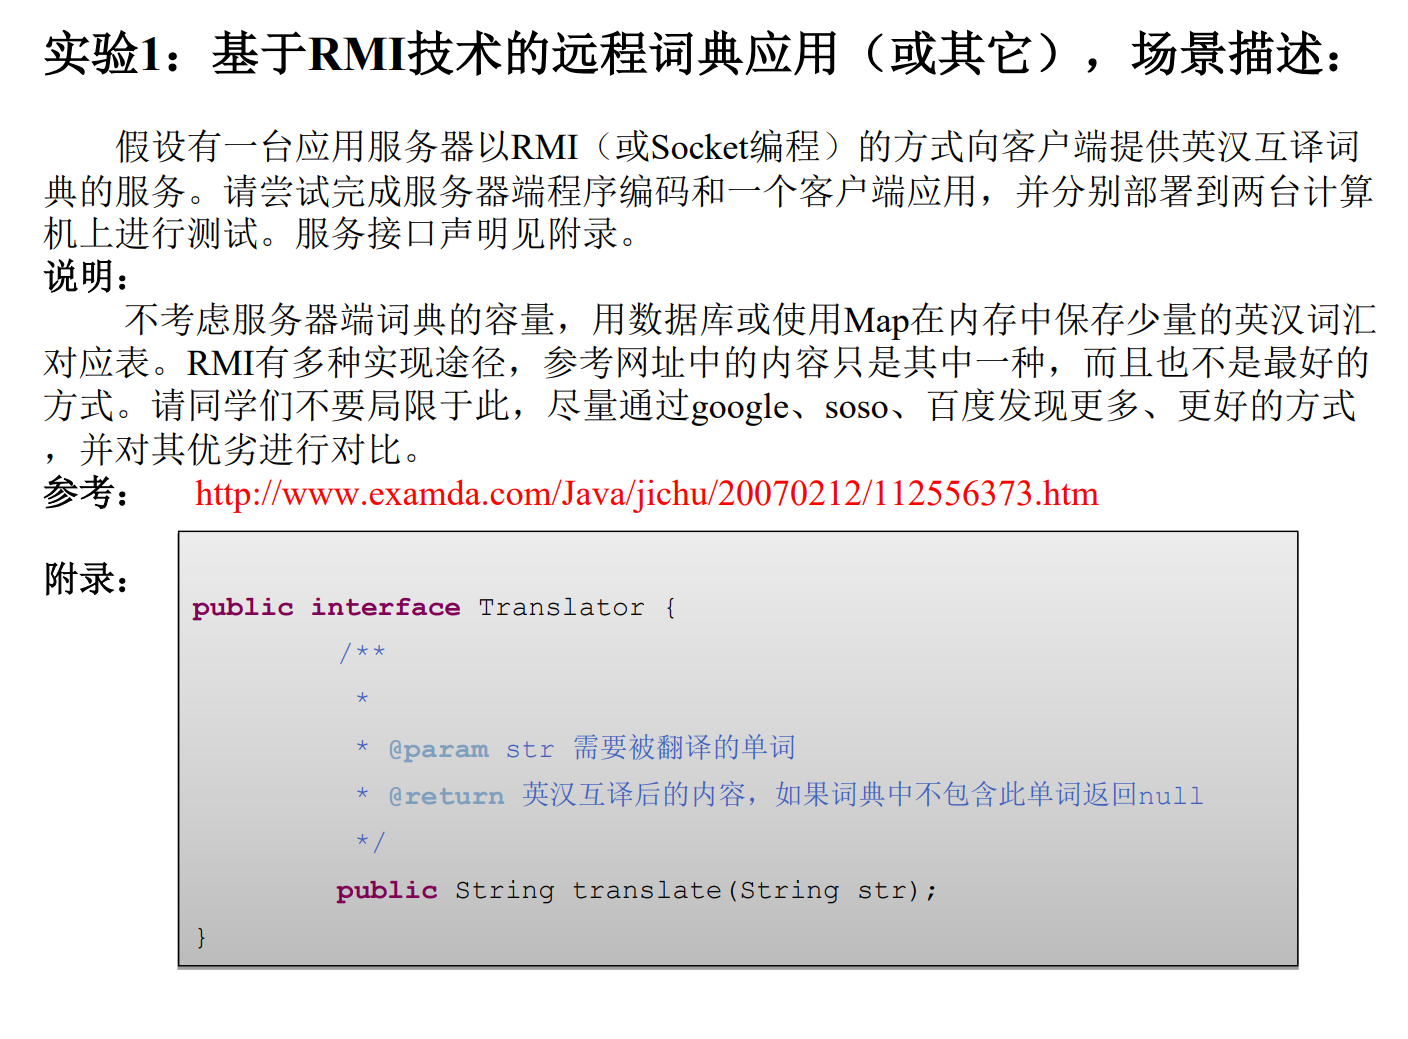 实验1：基于RMI技术的远程词典应用（或其它），场景描述：
假设有一台应用服务器以RMI（或Socket编程）的方式向客户端提供英汉互译词
典的服务。请尝试完成服务器端程序编码和一个客户端应用，并分别部署到两台计算
机上进行测试。服务接口声明见附录。
说明：
不考虑服务器端词典的容量，用数据库或使用Map在内存中保存少量的英汉词汇
对应表。RMI有多种实现途径，参考网址中的内容只是其中一种，而且也不是最好的
方式。请同学们不要局限于此，尽量通过google、soso、百度发现更多、更好的方式
，并对其优劣进行对比。
参考： http://www.examda.com/Java/jichu/20070212/112556373.htm
附录：
public interface Translator {
/**
*
* @param str 需要被翻译的单词
* @return 英汉互译后的内容，如果词典中不包含此单词返回null
*/
public String translate(String str);
}